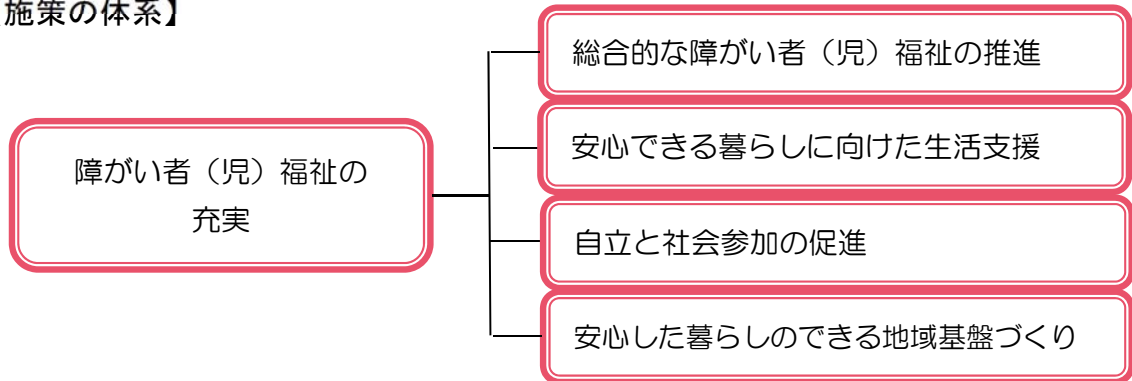 施策の体系】
総合的な障がい者（児）福祉の推進
安心できる暮らしに向けた生活支援
障がい者（児）福祉の
充実
自立と社会参加の促進
安心した暮らしのできる地域基盤づくり